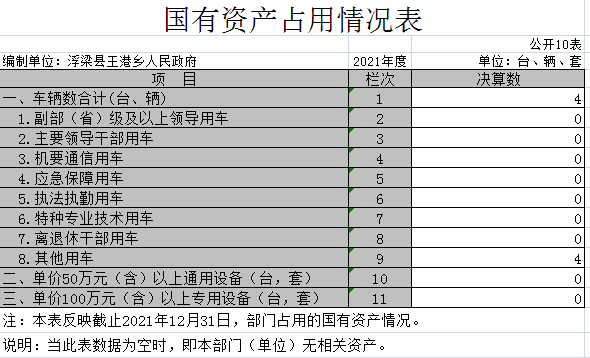 国有资产占用情况表
公开10表
编制单位：浮梁县王港乡人民政府 2021年度 单位：台、辆、套
项 目 栏次 决算数
一、车辆数合计(台、辆) 1 4
1.副部（省）级及以上领导用车 2 0
2.主要领导干部用车 3 0
3.机要通信用车 4 0
4.应急保障用车 5 0
5.执法执勤用车 6 0
6.特种专业技术用车 7 0
7.离退休干部用车 8 0
8.其他用车 9 4
二、单价50万元（含）以上通用设备（台，套） 10 0
三、单价100万元（含）以上专用设备（台，套） 11 0
注：本表反映截止2021年12月31日，部门占用的国有资产情况。
说明：当此表数据为空时，即本部门（单位）无相关资产。